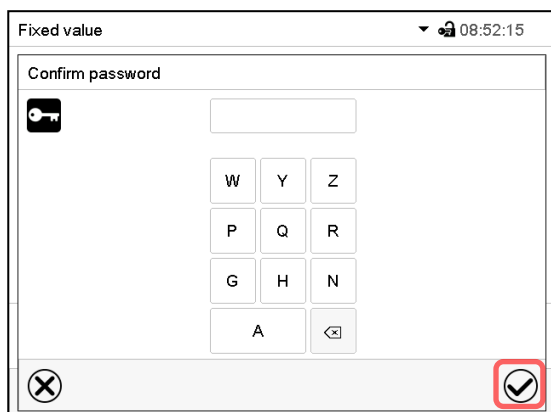 Fixed value 08:52:15
Confirm password
W Y Z
P Q R
G H N
A